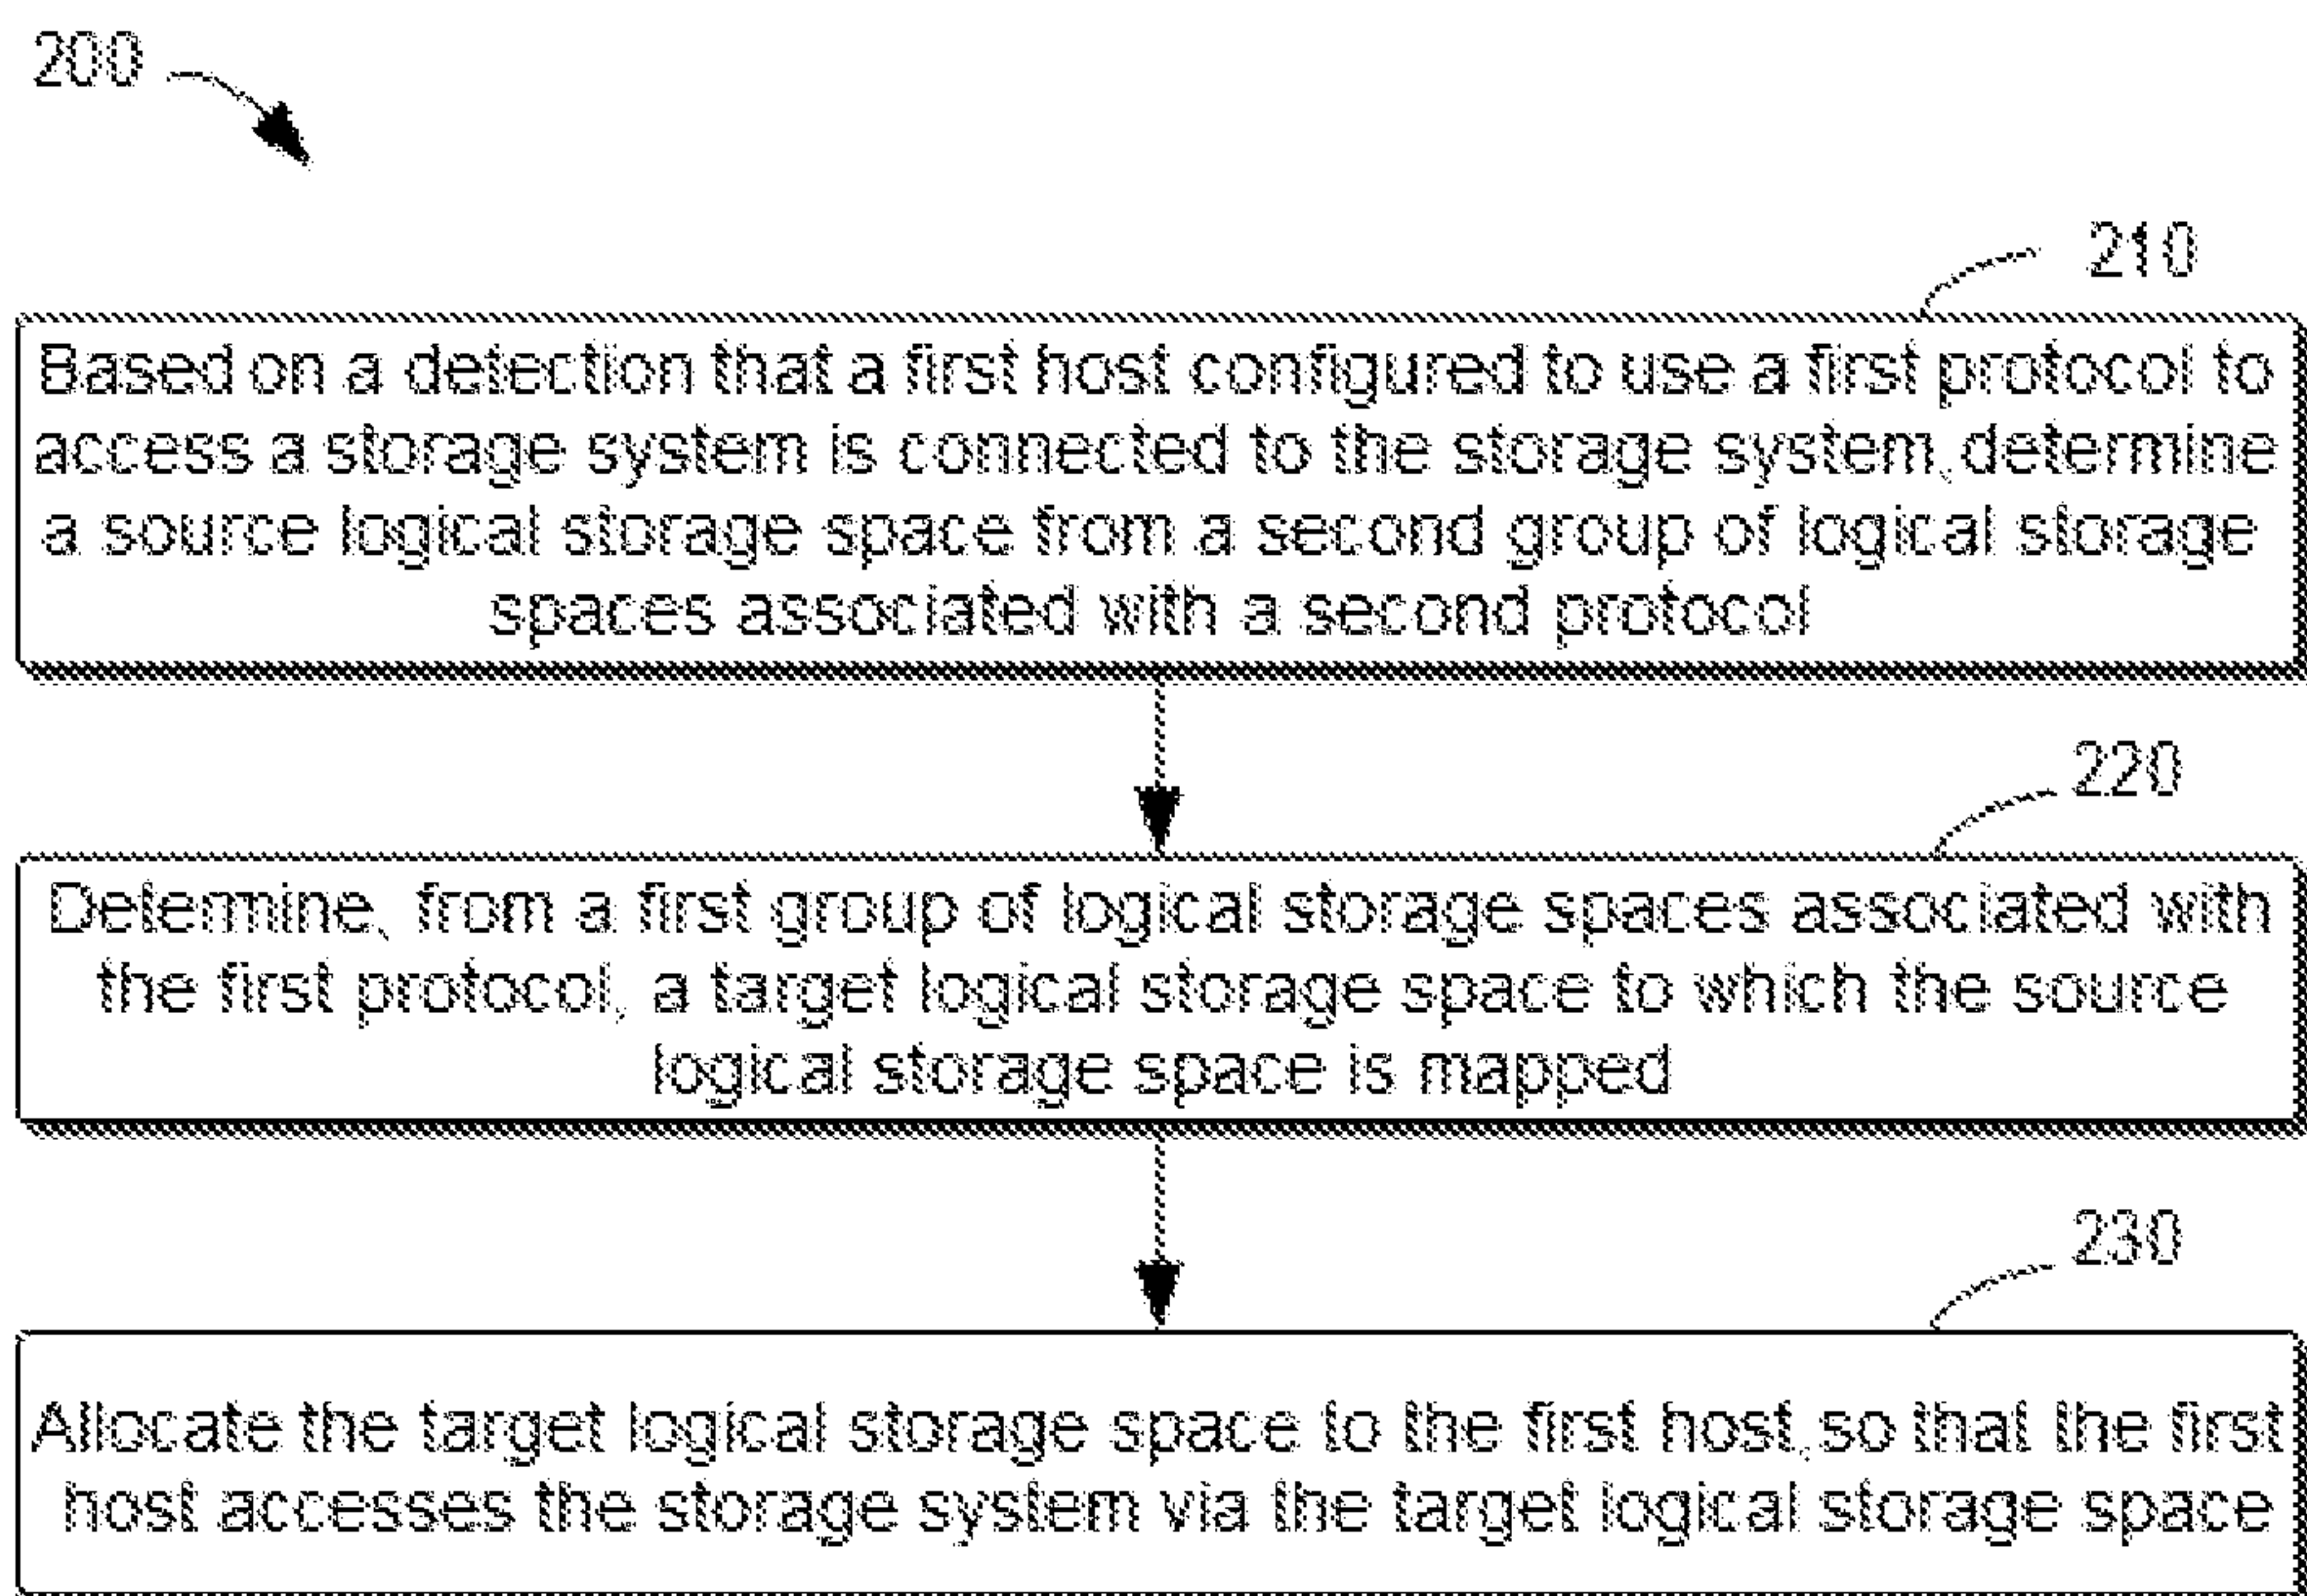 200
210
Based on a detection that a first host configured to use a first protocol to
access a storage system is connected to the storage system, determine
a source logical storage space from a second group of logical storage
spaces associated with a second protocol
220
Determine, from a first group of logical storage spaces associated with
the first protocol, a target logical storage space to which the source
logical storage space is mapped
230
Allocate the target logical storage space to the first host, so that the first
host accesses the storage system via the target logical storage space